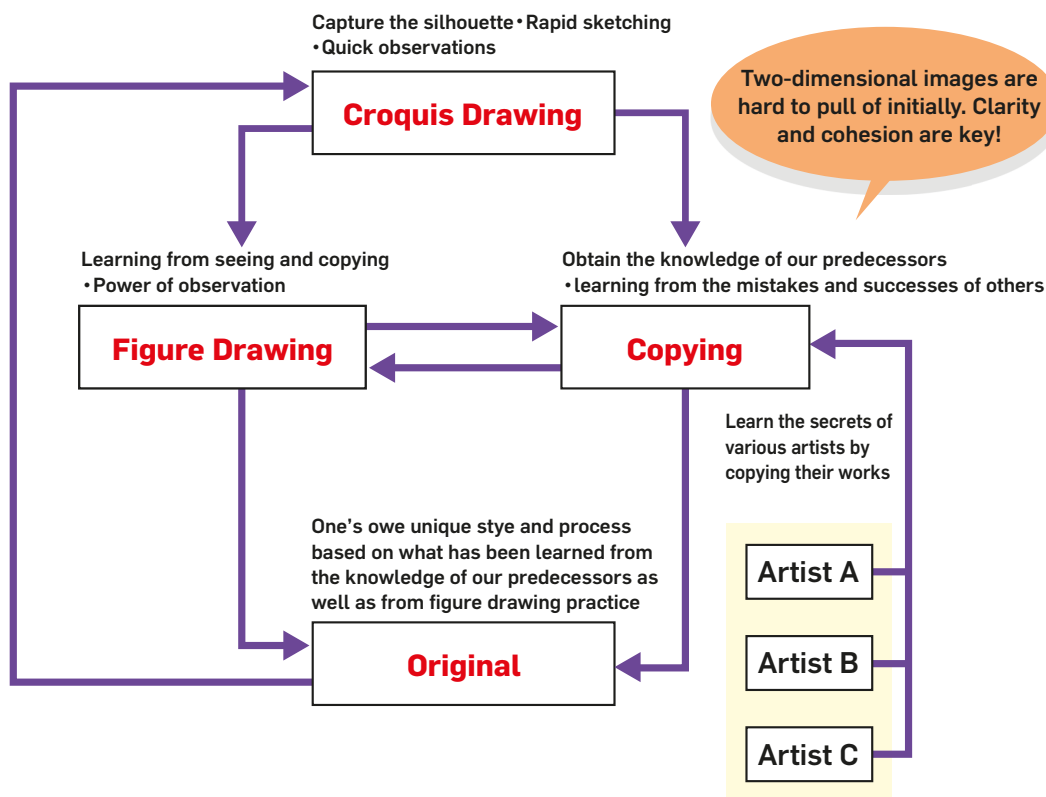 Capture the silhouette・Rapid sketching
・Quick observations
Croquis Drawing
Two-dimensional images are
hard to pull of initially. Clarity
and cohesion are key!
Learning from seeing and copying
・Power of observation
Figure Drawing
Obtain the knowledge of our predecessors
・learning from the mistakes and successes of others
Copying
Learn the secrets of
various artists by
copying their works
One's owe unique stye and process
based on what has been learned from
the knowledge of our predecessors as
well as from figure drawing practice
Original
Artist A
Artist B
Artist C